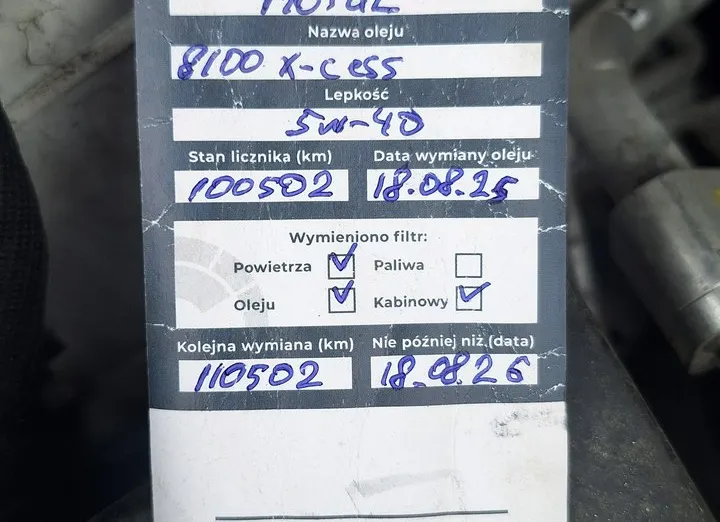 MOTUL
Nazwa oleju
8100 X-cess
Lepkość
5w-40
Stan licznika (km) Data wymiany oleju
100502 18.08.25
Wymieniono filtr:
Powietrza Paliwa
Oleju Kabinowy
Kolejna wymiana (km) Nie później niż (data)
110502 18.08.26